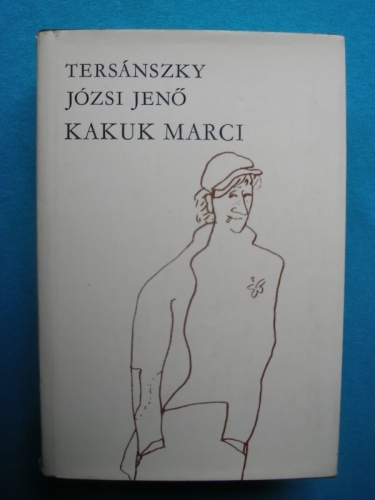 TERSÁNSZKY
JÓZSI JENŐ
KAKUK MARCI